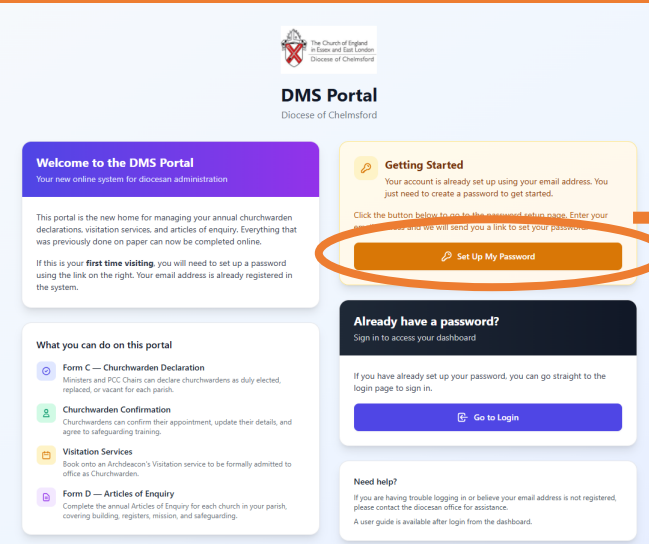 The Church of England
in Essex and East London
Diocese of Chelmsford
DMS Portal
Diocese of Chelmsford
Welcome to the DMS Portal
Your new online system for diocesan administration
This portal is the new home for managing your annual churchwarden
declarations, visitation services, and articles of enquiry. Everything that
was previously done on paper can now be completed online.
If this is your first time visiting, you will need to set up a password
using the link on the right. Your email address is already registered in
the system.
What you can do on this portal
Form C — Churchwarden Declaration
Ministers and PCC Chairs can declare churchwardens as duly elected,
replaced, or vacant for each parish.
Churchwarden Confirmation
Churchwardens can confirm their appointment, update their details, and
agree to safeguarding training.
Visitation Services
Book onto an Archdeacon's Visitation service to be formally admitted to
office as Churchwarden.
Form D — Articles of Enquiry
Complete the annual Articles of Enquiry for each church in your parish,
covering building, registers, mission, and safeguarding.
Getting Started
Your account is already set up using your email address. You
just need to create a password to get started.
Click the button below to go to the password setup page. Enter your
and we will send you a link to set your password.
Set Up My Password
Already have a password?
Sign in to access your dashboard
If you have already set up your password, you can go straight to the
login page to sign in.
Go to Login
Need help?
If you are having trouble logging in or believe your email address is not registered,
please contact the diocesan office for assistance.
A user guide is available after login from the dashboard.